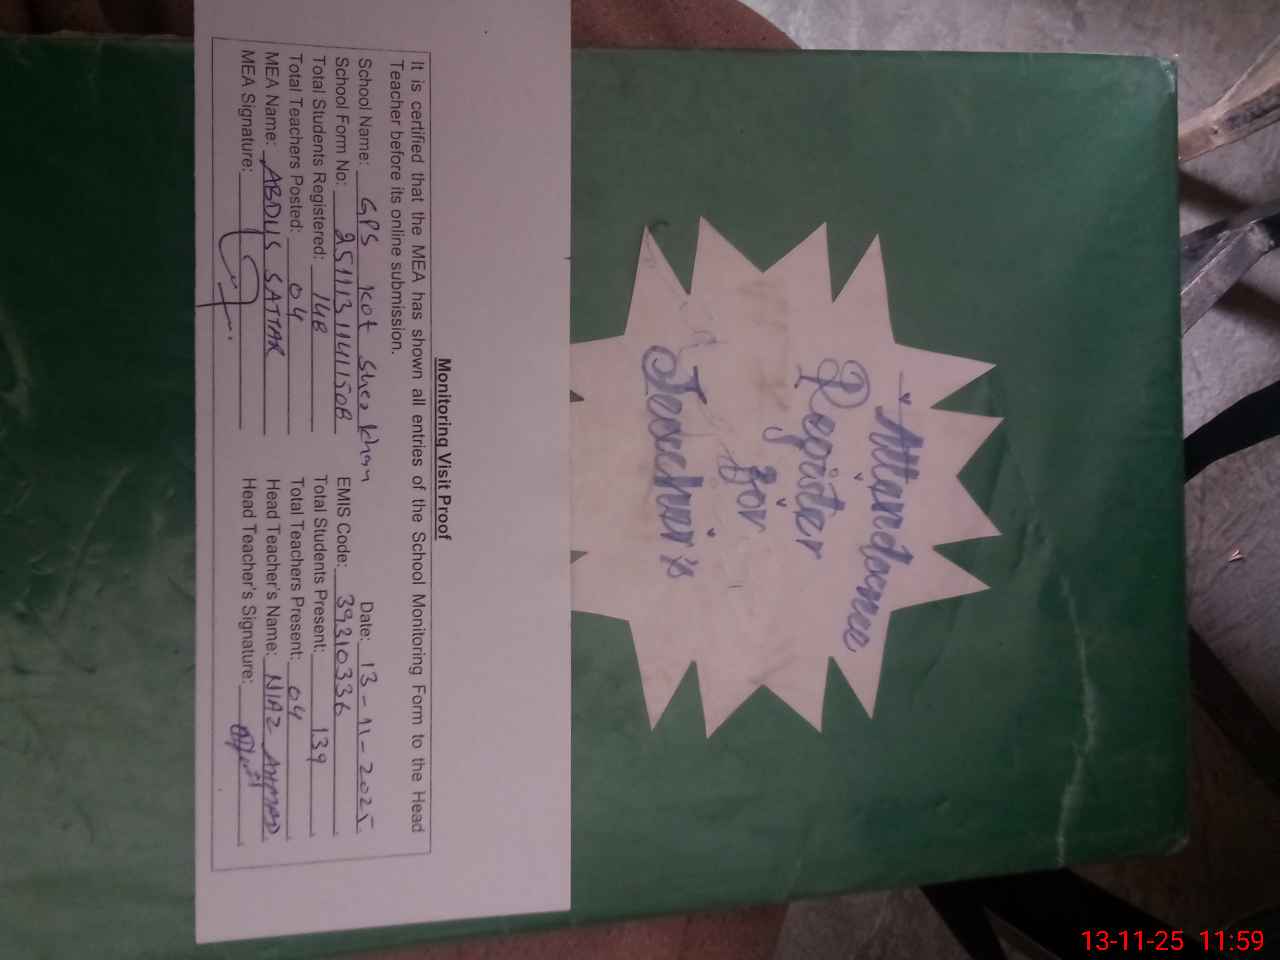 Attandance
Register
for
Teacher's
Monitoring Visit Proof
It is certified that the MEA has shown all entries of the School Monitoring Form to the Head
Teacher before its online submission.
School Name: GPS Kot Sher Khan Date: 13-11-2025
School Form No: EMIS Code: 39310336
Total Students Registered: 148 Total Students Present: 139
Total Teachers Posted: 04 Total Teachers Present: 04
MEA Name: ABDUS SATTAR Head Teacher's Name: NIAZ AHMAD
MEA Signature: Head Teacher's Signature:
13-11-25 11:59